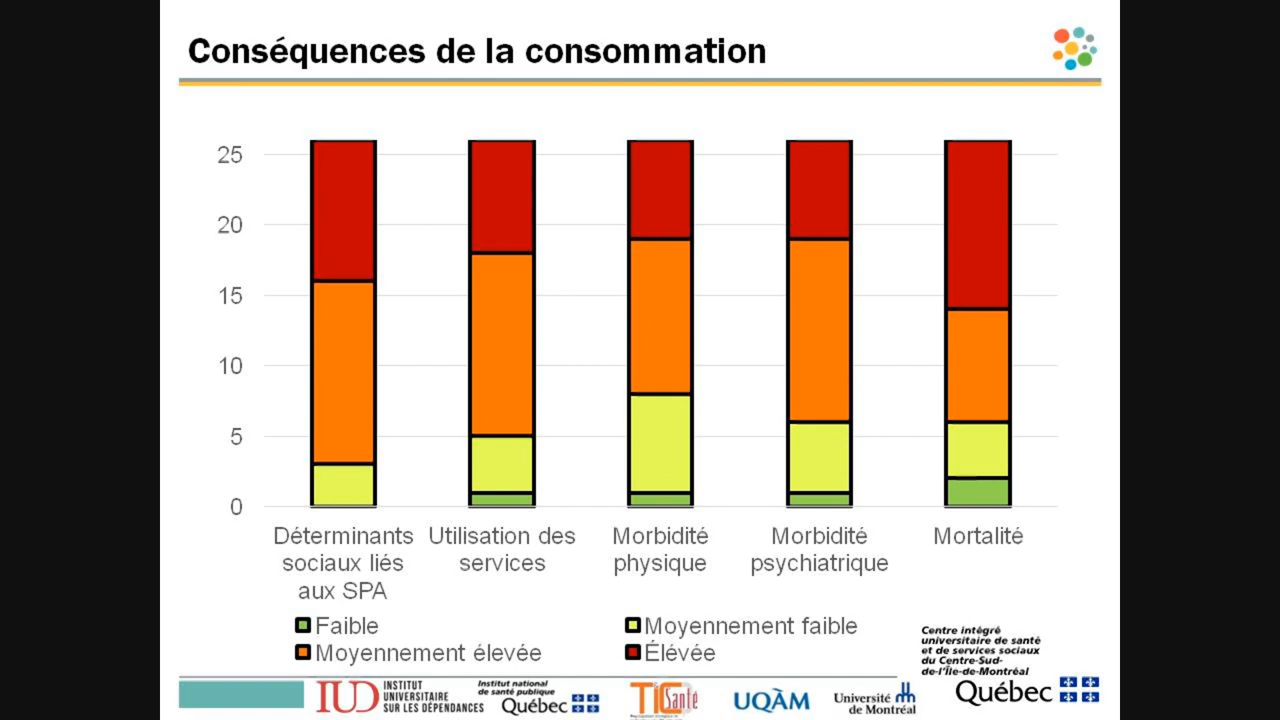 Conséquences de la consommation
25
20
15
10
5
0
Déterminants
sociaux liés
aux SPA
Utilisation des
services
Morbidité
physique
Morbidité
psychiatrique
Mortalité
Faible
Moyennement faible
Moyennement élevée
Élévée
Centre intégré
universitaire de santé
et de services sociaux
du Centre-Sud-
de-l'Île-de-Montréal
Québec
IUD
INSTITUT
UNIVERSITAIRE
SUR LES DÉPENDANCES
Institut national
de santé publique
Québec
TIC Santé
UQÀM
Université
de Montréal